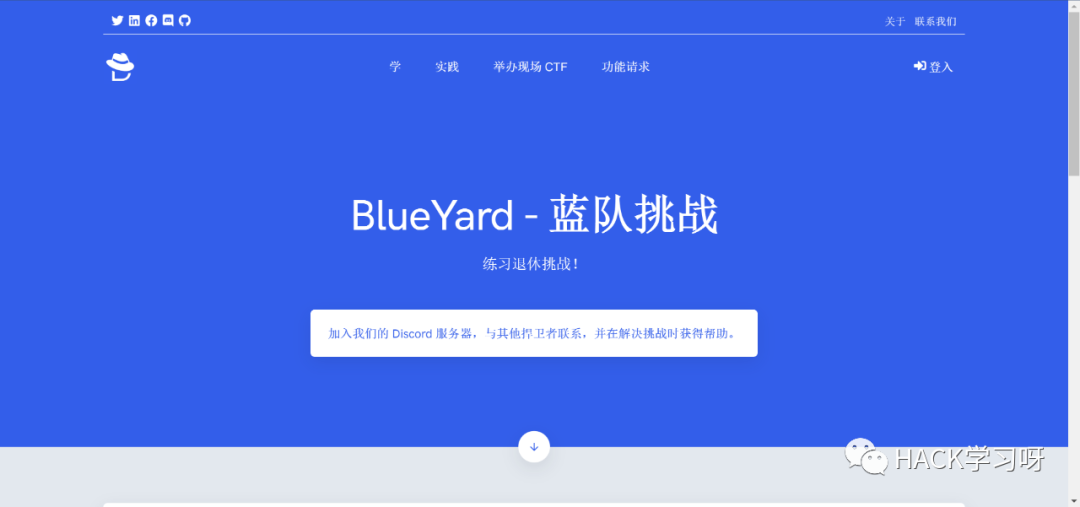 关于 联系我们
学 实践 举办现场 CTF 功能请求 登入
BlueYard - 蓝队挑战
练习退休挑战！
加入我们的 Discord 服务器，与其他捍卫者联系，并在解决挑战时获得帮助。
HACK学习呀